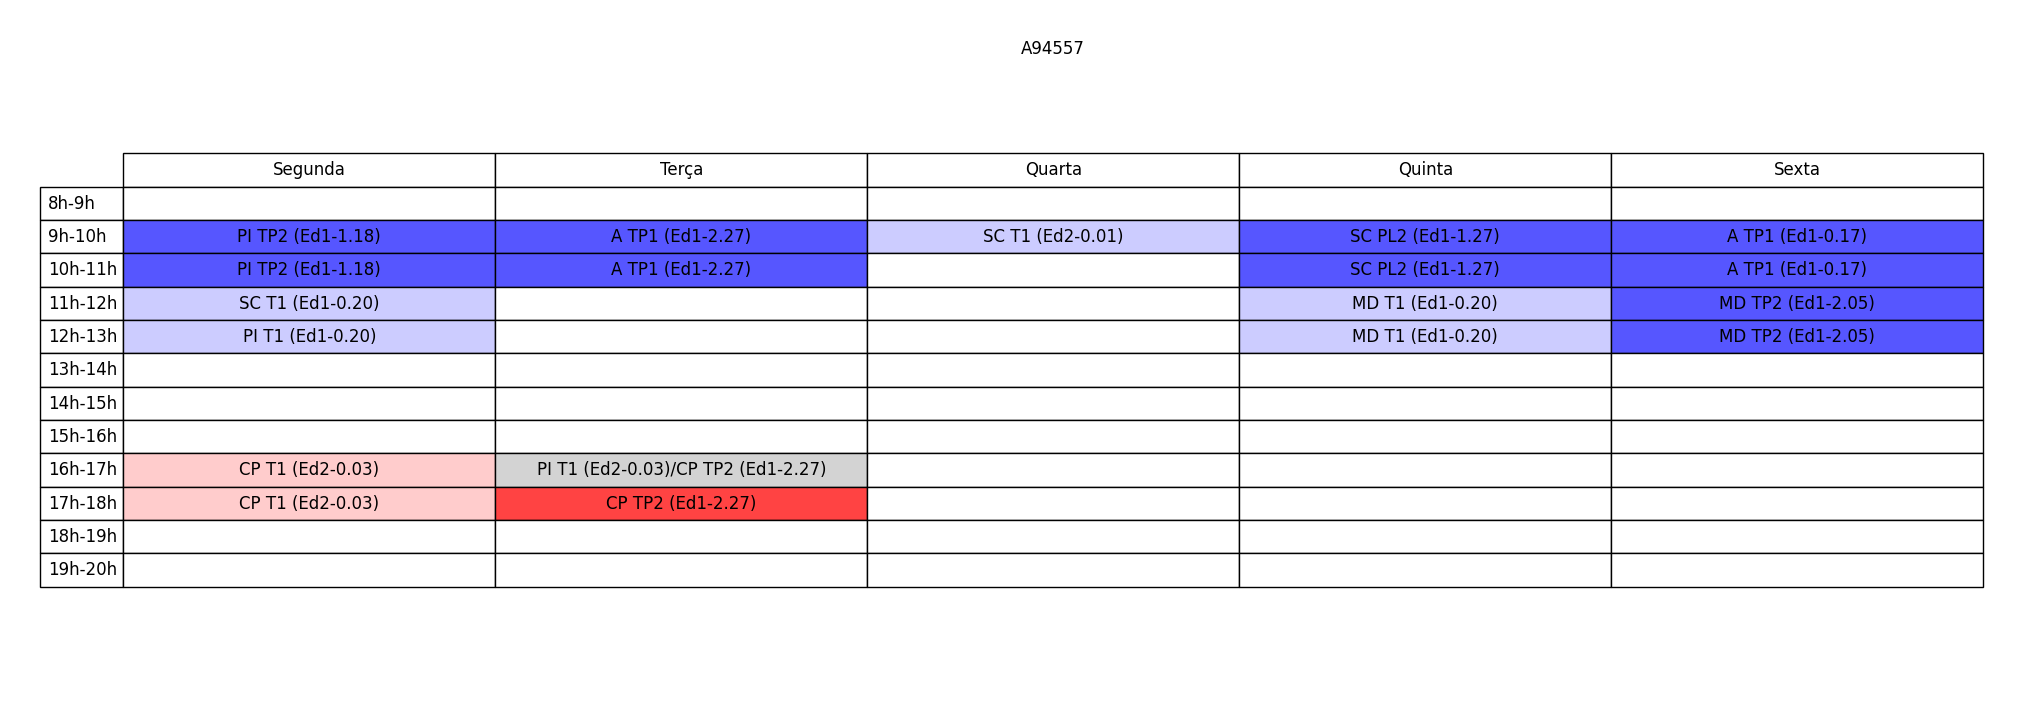 A94557
Segunda Terça Quarta Quinta Sexta
8h-9h
9h-10h PI TP2 (Ed1-1.18) A TP1 (Ed1-2.27) SC T1 (Ed2-0.01) SC PL2 (Ed1-1.27) A TP1 (Ed1-0.17)
10h-11h PI TP2 (Ed1-1.18) A TP1 (Ed1-2.27) SC PL2 (Ed1-1.27) A TP1 (Ed1-0.17)
11h-12h SC T1 (Ed1-0.20) MD T1 (Ed1-0.20) MD TP2 (Ed1-2.05)
12h-13h PI T1 (Ed1-0.20) MD T1 (Ed1-0.20) MD TP2 (Ed1-2.05)
13h-14h
14h-15h
15h-16h
16h-17h CP T1 (Ed2-0.03) PI T1 (Ed2-0.03)/CP TP2 (Ed1-2.27)
17h-18h CP T1 (Ed2-0.03) CP TP2 (Ed1-2.27)
18h-19h
19h-20h